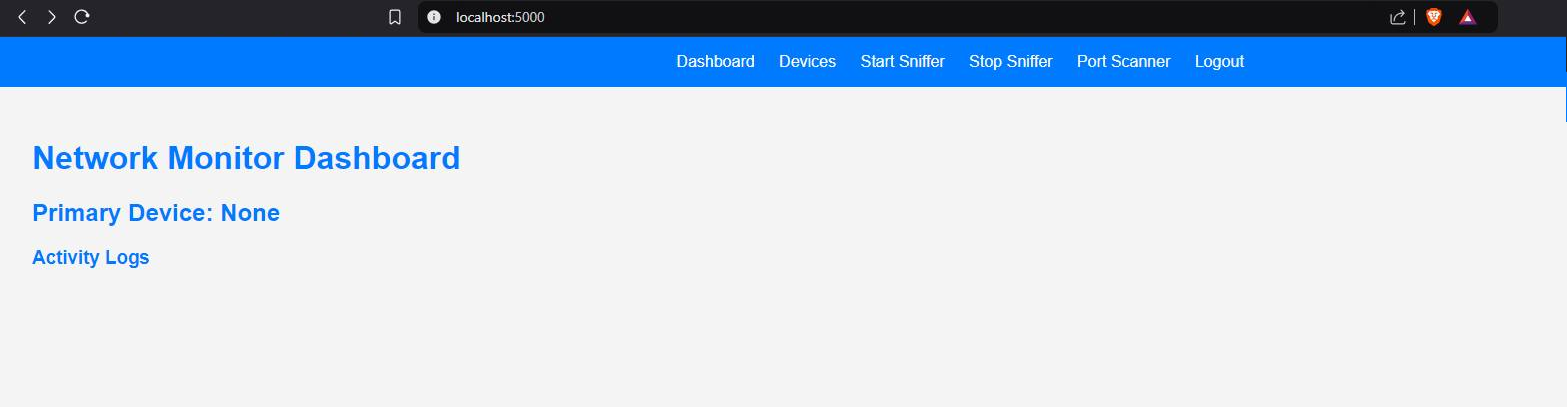 localhost:5000
Dashboard Devices Start Sniffer Stop Sniffer Port Scanner Logout
Network Monitor Dashboard
Primary Device: None
Activity Logs